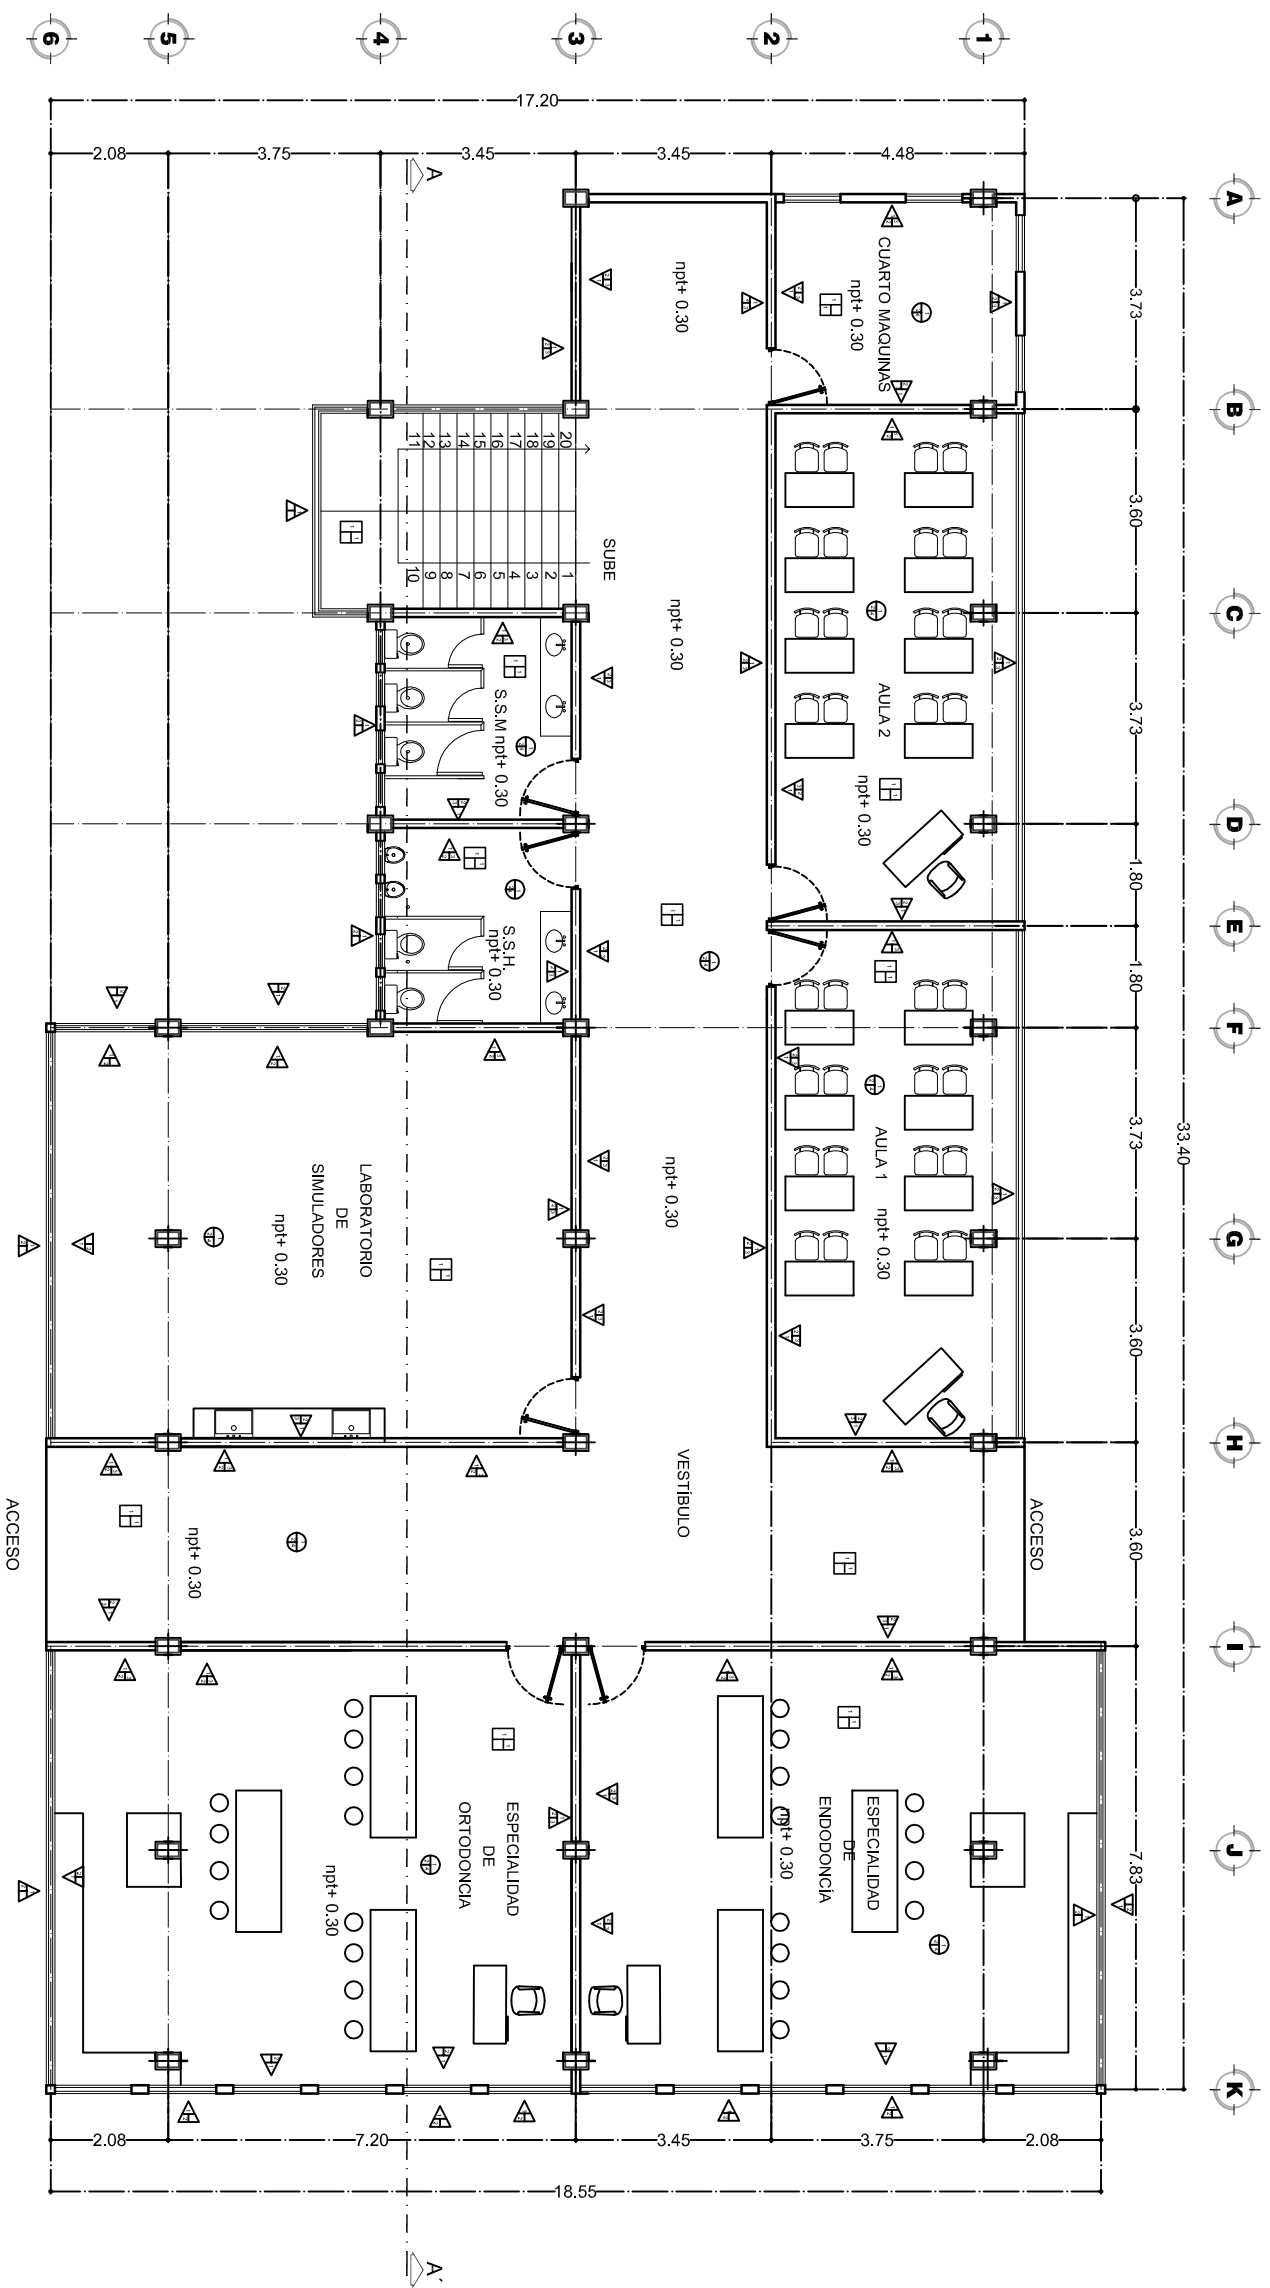 A
B
C
D
E
F
G
H
I
J
K
33.40
3.73
3.60
3.73
1.80
1.80
3.73
3.60
3.60
7.83
1
2
3
4
5
6
17.20
4.48
3.45
3.45
3.75
2.08
A
CUARTO MAQUINAS
npt+ 0.30
npt+ 0.30
AULA 2
npt+ 0.30
AULA 1
npt+ 0.30
ACCESO
ESPECIALIDAD
DE
ENDODONCÍA
npt+ 0.30
SUBE
npt+ 0.30
npt+ 0.30
VESTÍBULO
20
19
18
17
16
15
14
13
12
11
1
2
3
4
5
6
7
8
9
10
S.S.M npt+ 0.30
S.S.H.
npt+ 0.30
LABORATORIO
DE
SIMULADORES
npt+ 0.30
npt+ 0.30
ACCESO
ESPECIALIDAD
DE
ORTODONCIA
npt+ 0.30
2.08
3.75
3.45
7.20
2.08
18.55
A´